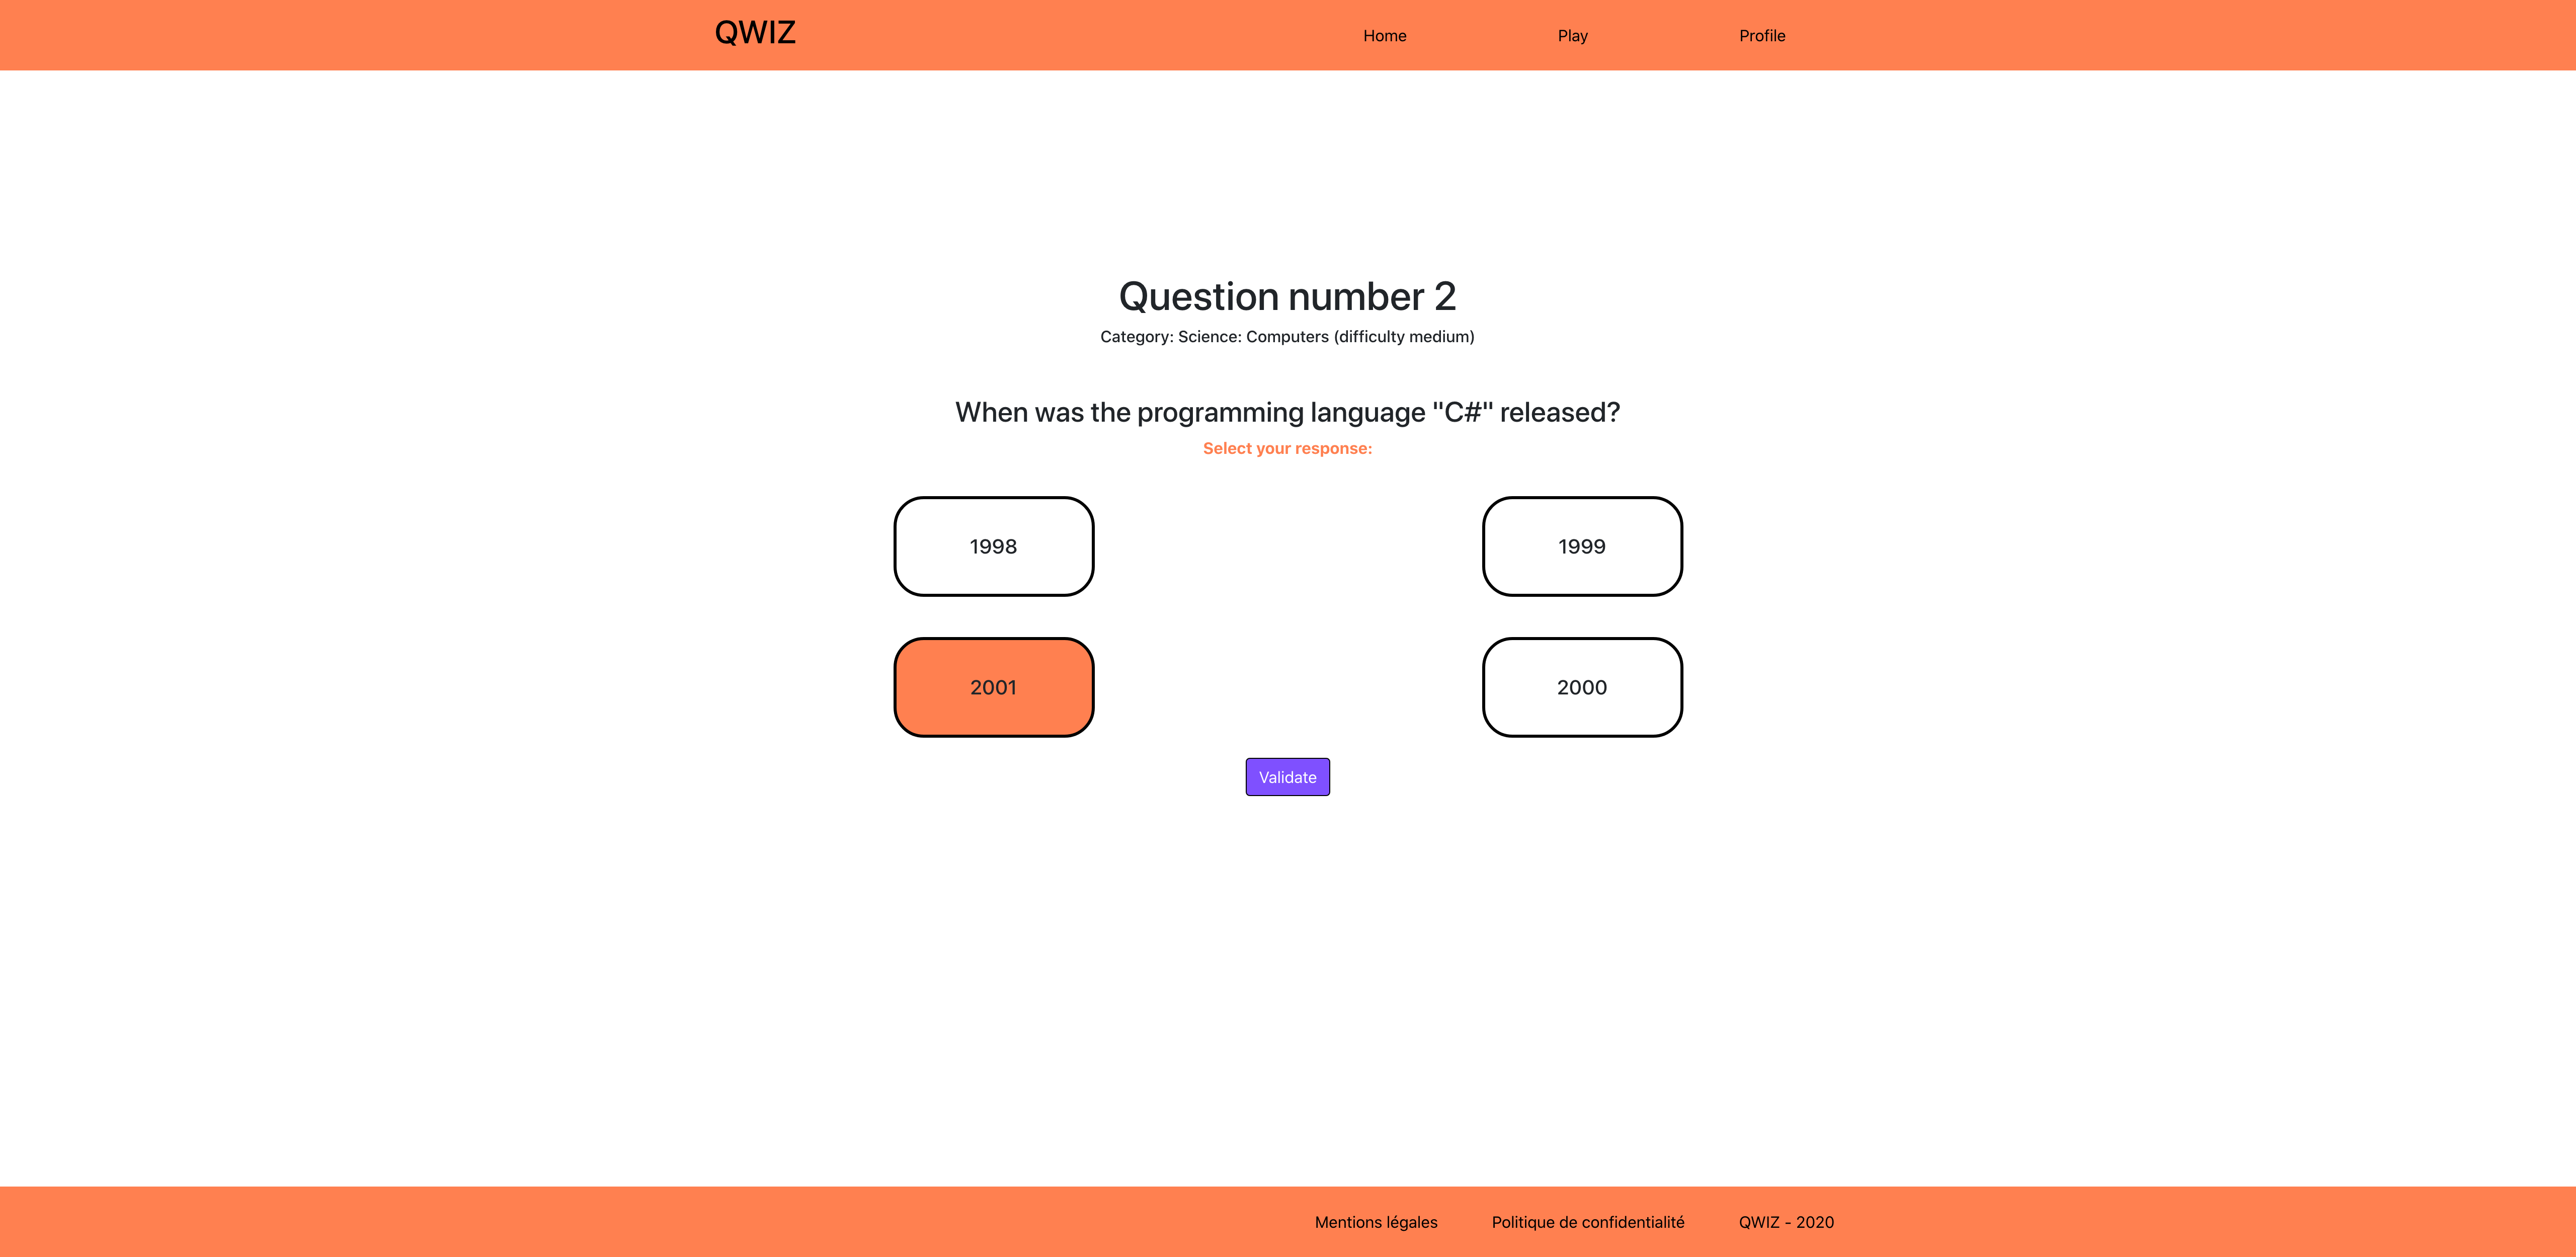 QWIZ
Home
Play
Profile
Question number 2
Category: Science: Computers (difficulty medium)
When was the programming language "C#" released?
Select your response:
1998
1999
2001
2000
Validate
Mentions légales
Politique de confidentialité
QWIZ - 2020